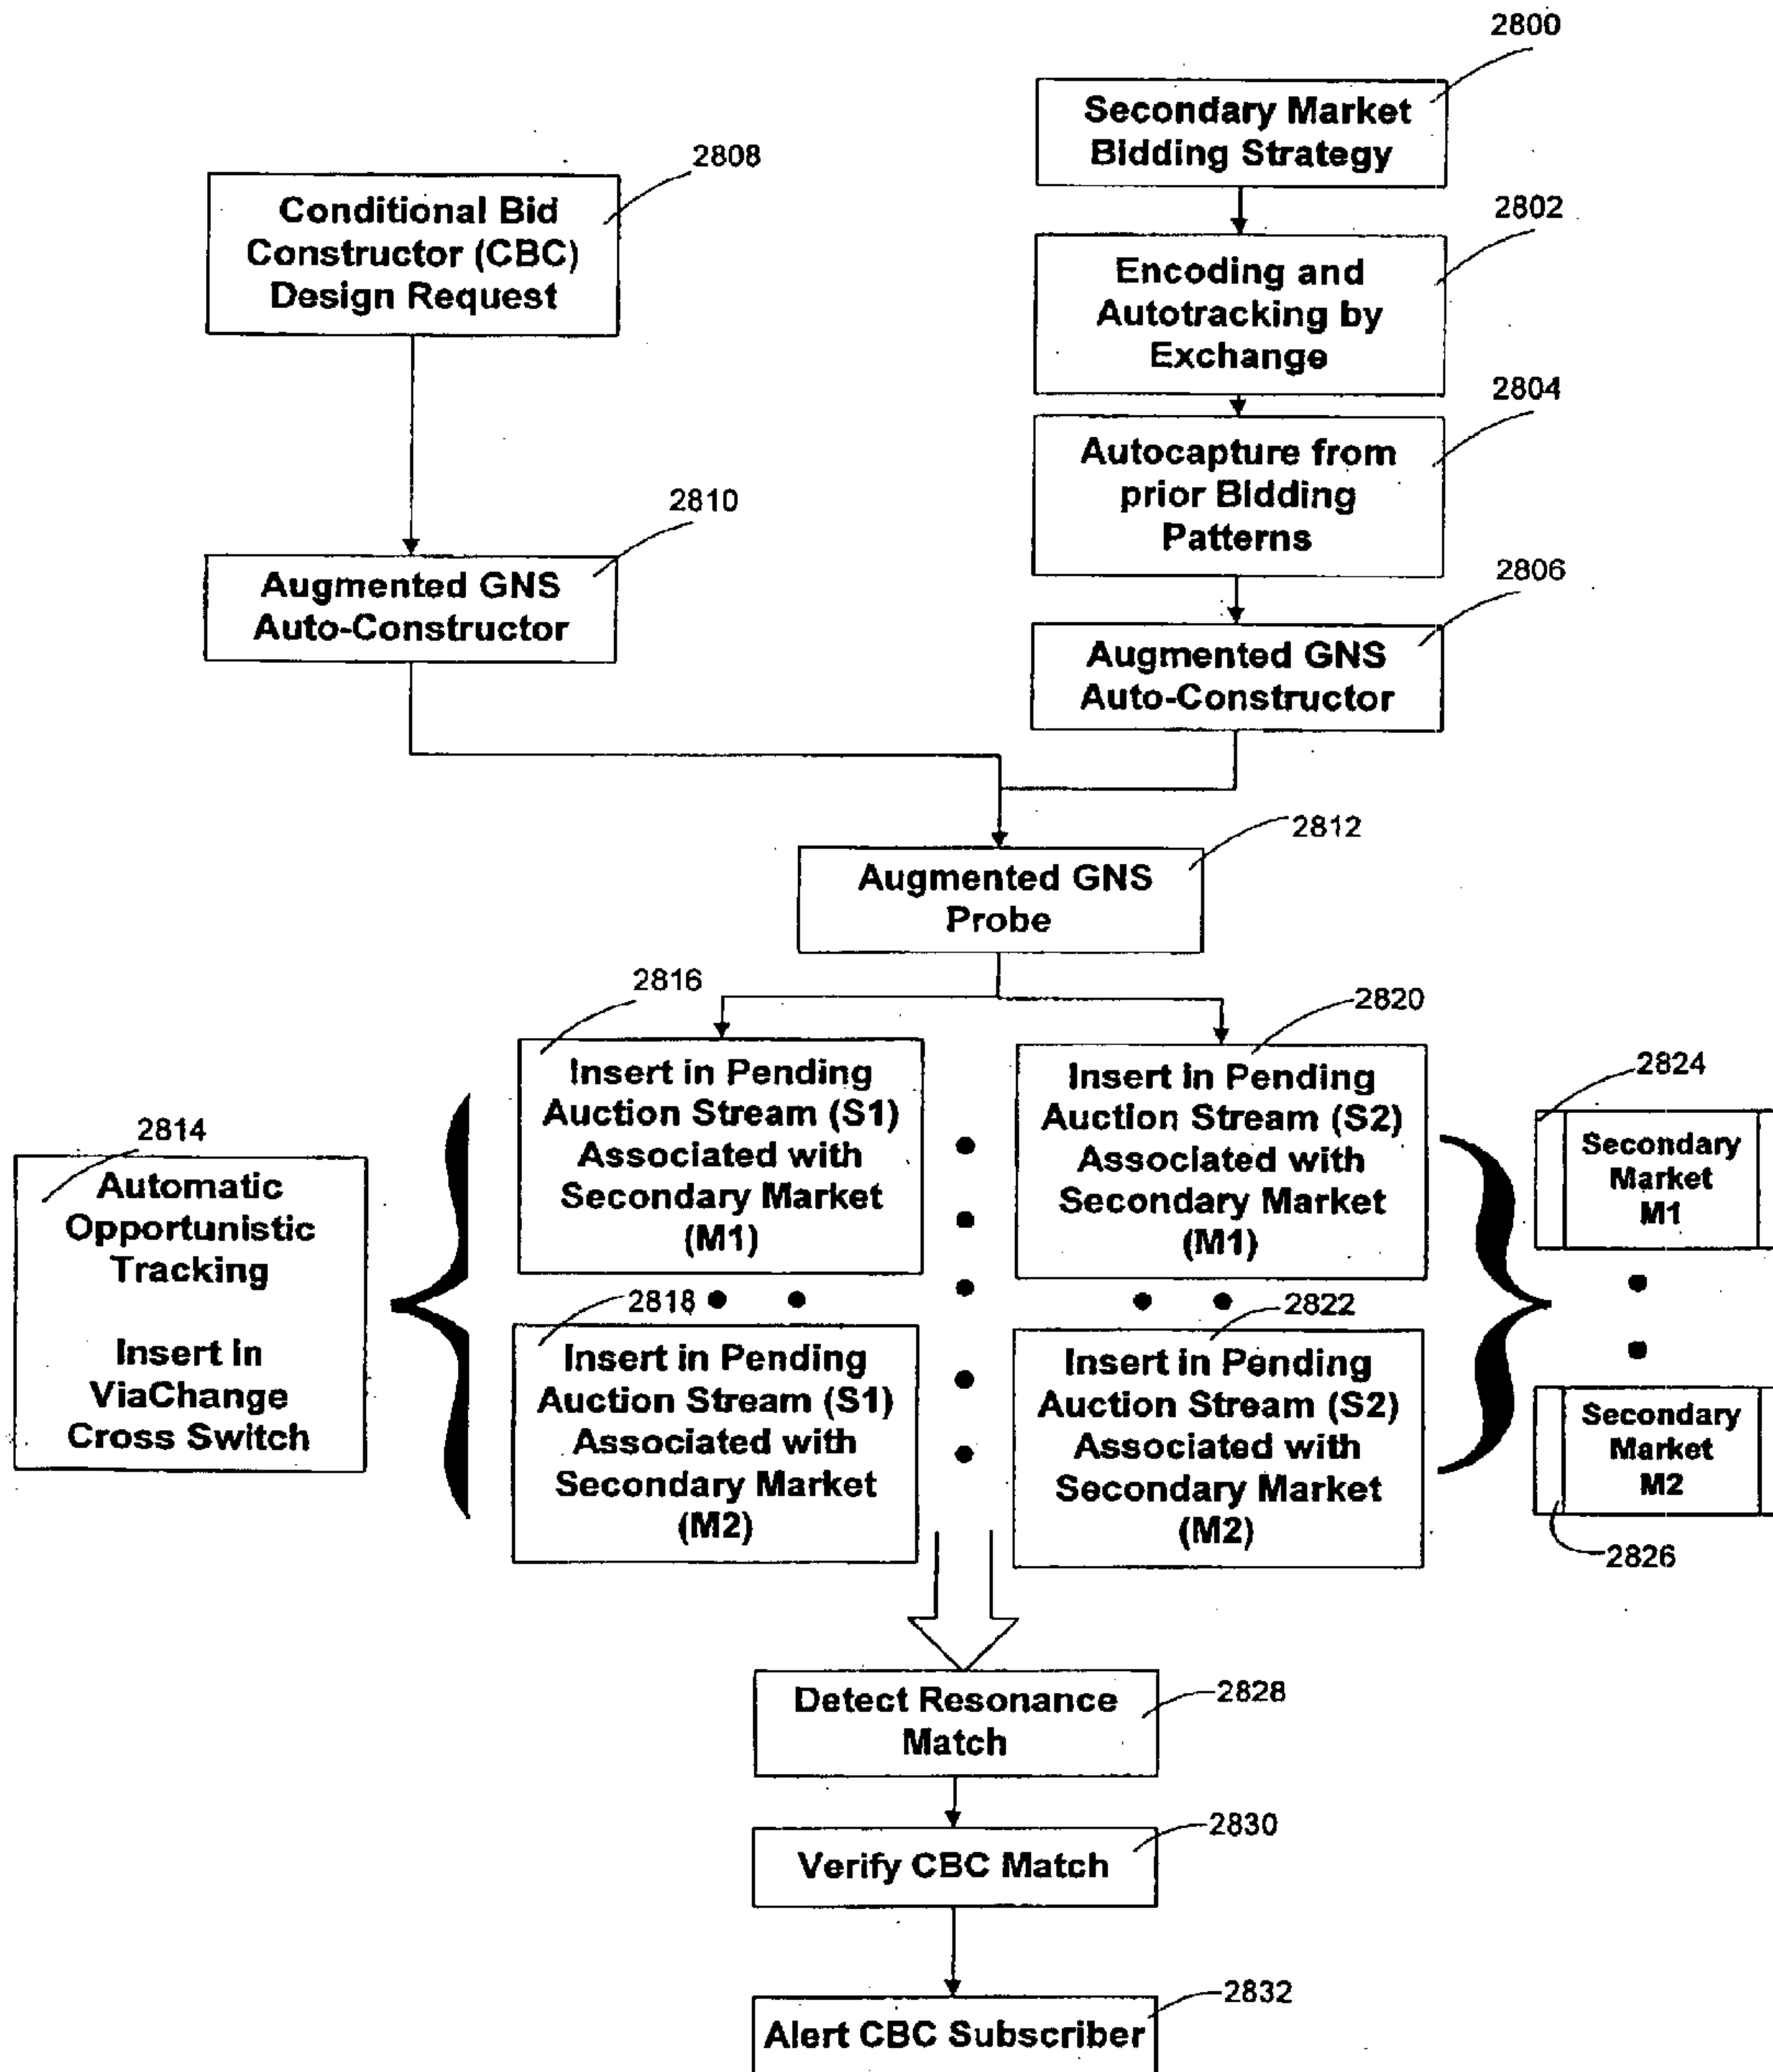 2800
Secondary Market
Bidding Strategy
2808
Conditional Bid
Constructor (CBC)
Design Request
2802
Encoding and
Autotracking by
Exchange
2804
Autocapture from
prior Bidding
Patterns
2810
Augmented GNS
Auto-Constructor
2806
Augmented GNS
Auto-Constructor
2812
Augmented GNS
Probe
2816
Insert in Pending
Auction Stream (S1)
Associated with
Secondary Market
(M1)
2820
Insert in Pending
Auction Stream (S2)
Associated with
Secondary Market
(M1)
2824
Secondary
Market
M1
2814
Automatic
Opportunistic
Tracking
Insert in
ViaChange
Cross Switch
2818
Insert in Pending
Auction Stream (S1)
Associated with
Secondary Market
(M2)
2822
Insert in Pending
Auction Stream (S2)
Associated with
Secondary Market
(M2)
Secondary
Market
M2
2826
Detect Resonance
Match
2828
Verify CBC Match
2830
Alert CBC Subscriber
2832